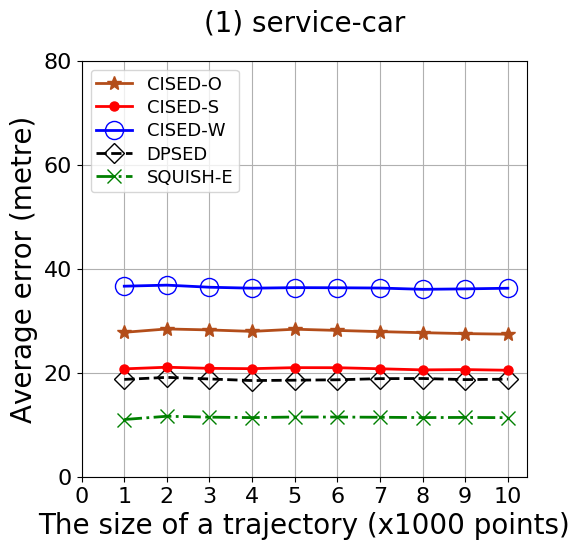 (1) service-car
Average error (metre)
80
60
40
20
0
CISED-O
CISED-S
CISED-W
DPSED
SQUISH-E
0 1 2 3 4 5 6 7 8 9 10
The size of a trajectory (x1000 points)